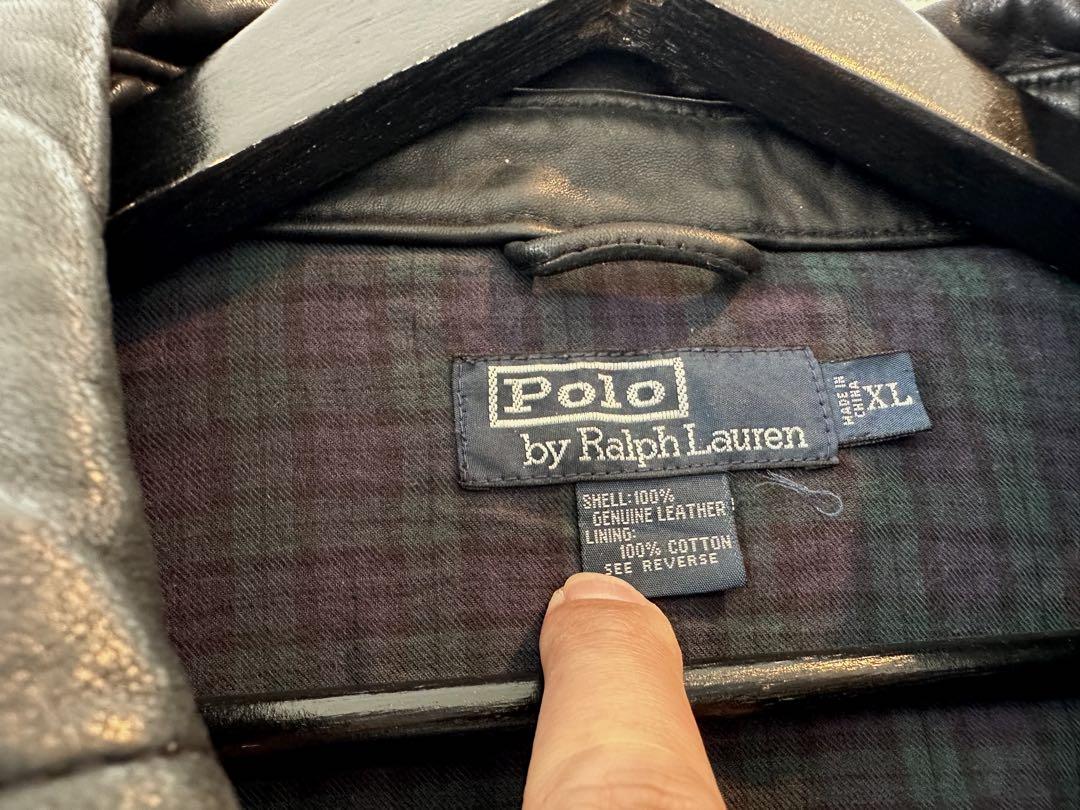 Polo
by Ralph Lauren
MADE IN
CHINA
XL
SHELL:100%
GENUINE LEATHER
LINING:
100% COTTON
SEE REVERSE